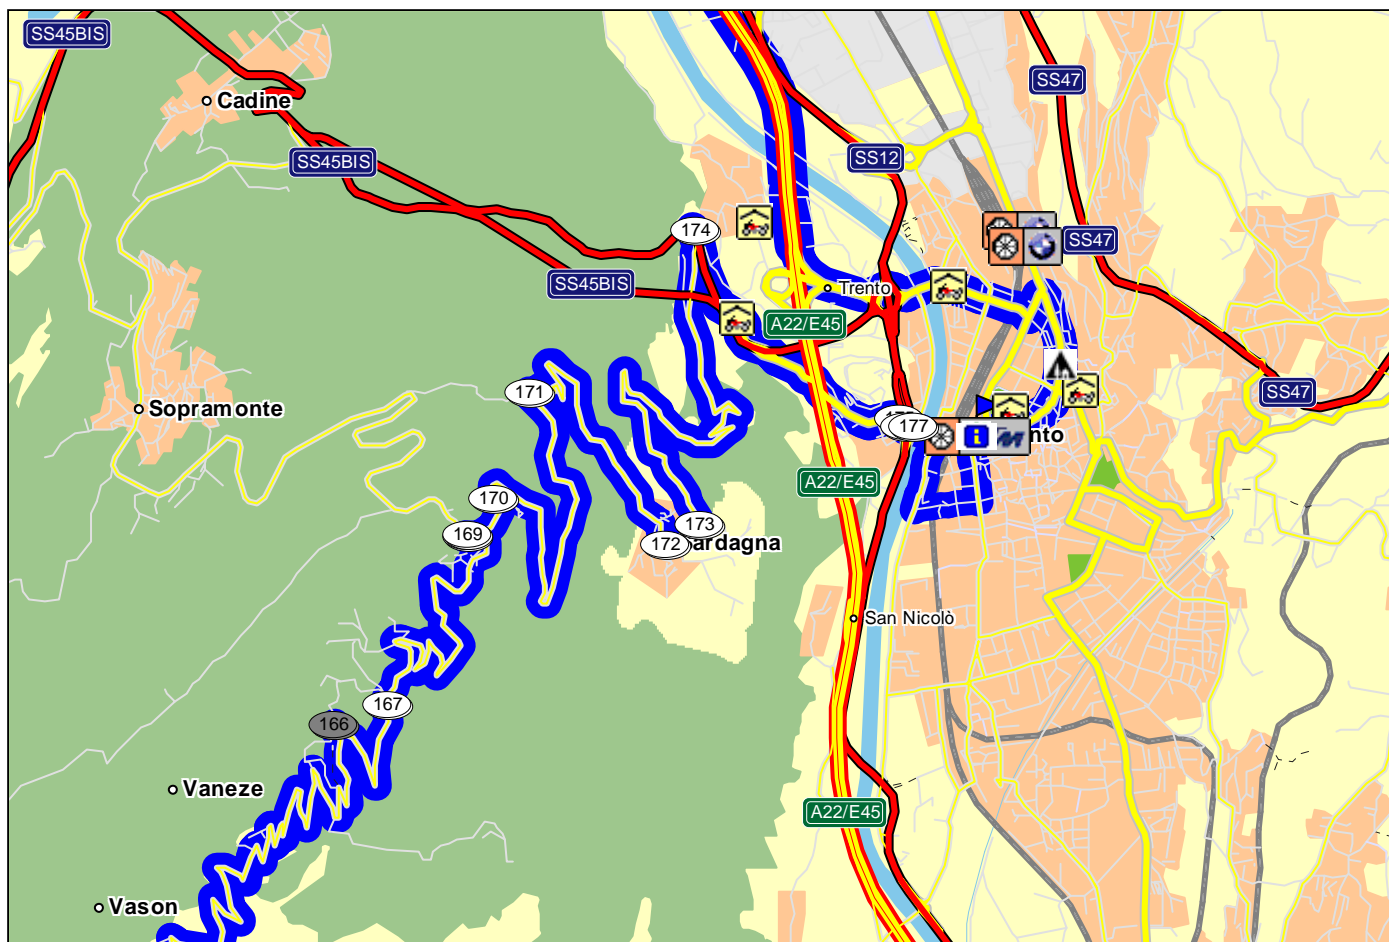 SS45BIS
Cadine
SS47
SS45BIS
SS12
174
SS47
SS45BIS
Trento
A22/E45
171
SS47
Sopramonte
177
nto
A22/E45
170
173
169
172
ardagna
San Nicolò
167
166
Vaneze
A22/E45
Vason